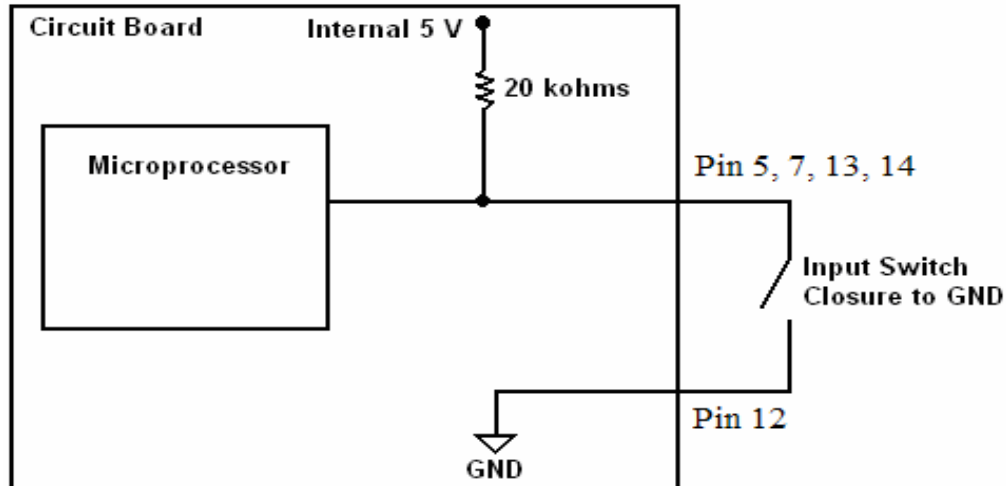 Circuit Board
Internal 5 V
20 kohms
Microprocessor
Pin 5, 7, 13, 14
Input Switch
Closure to GND
Pin 12
GND